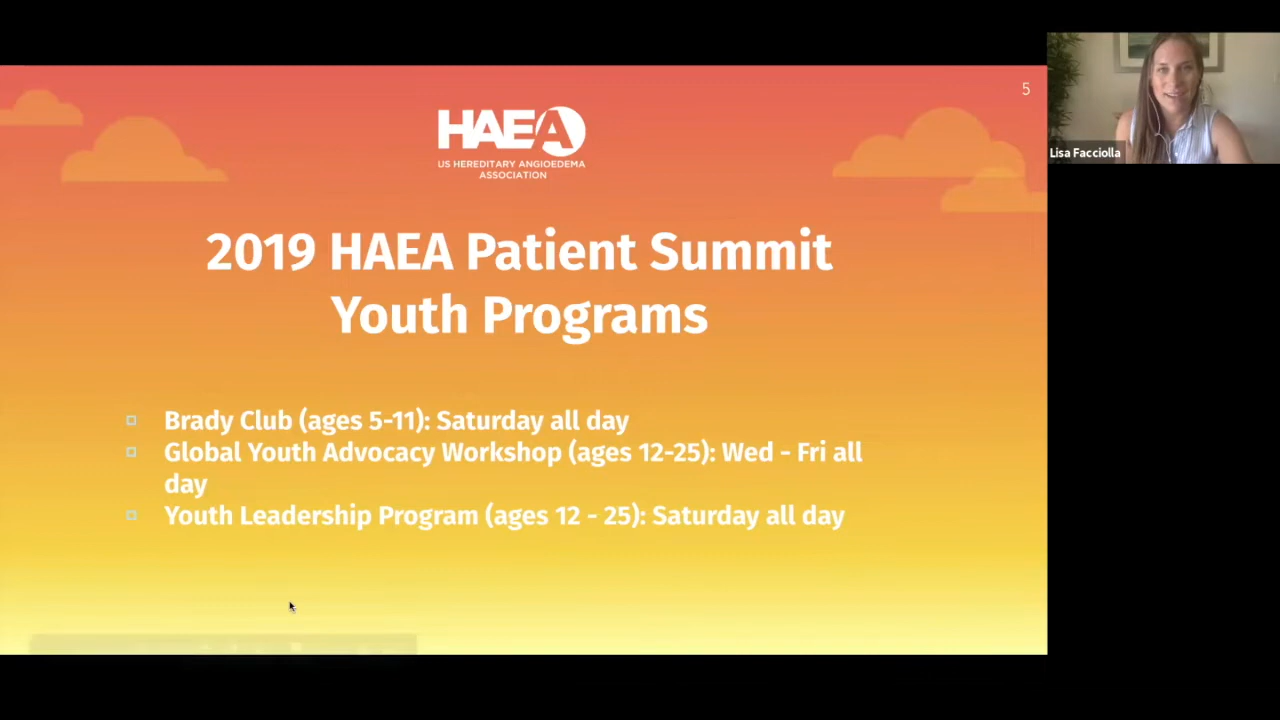 5
HAEA
US HEREDITARY ANGIOEDEMA
ASSOCIATION
2019 HAEA Patient Summit
Youth Programs
Brady Club (ages 5-11): Saturday all day
Global Youth Advocacy Workshop (ages 12-25): Wed - Fri all
day
Youth Leadership Program (ages 12 - 25): Saturday all day
Lisa Facciolla